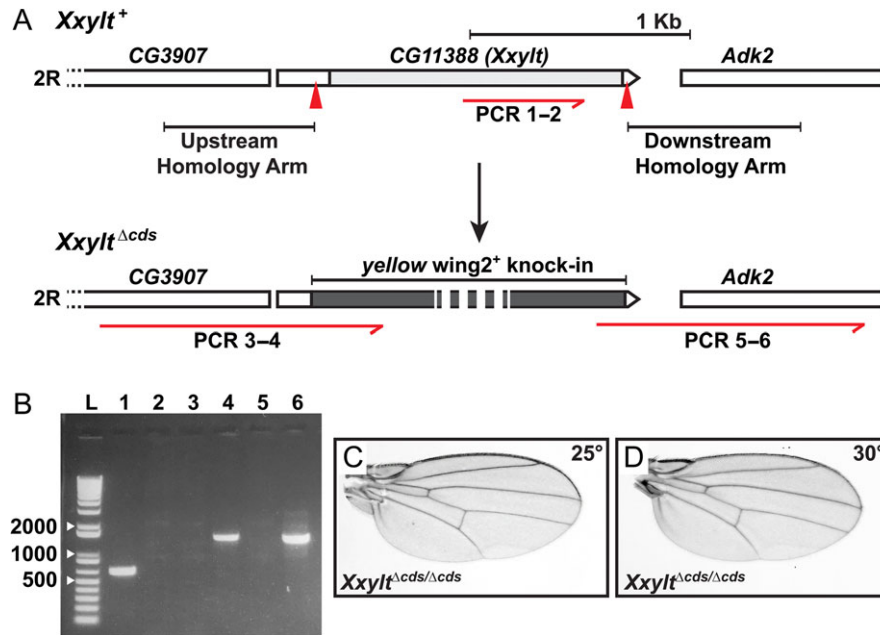 A
Xxylt⁺
1 Kb
CG3907
CG11388 (Xxylt)
Adk2
2R
PCR 1–2
Upstream
Homology Arm
Downstream
Homology Arm
XxyltΔcds
yellow wing2⁺ knock-in
CG3907
Adk2
2R
PCR 3–4
PCR 5–6
B
L 1 2 3 4 5 6
2000
1000
500
C
25°
XxyltΔcds/Δcds
D
30°
XxyltΔcds/Δcds